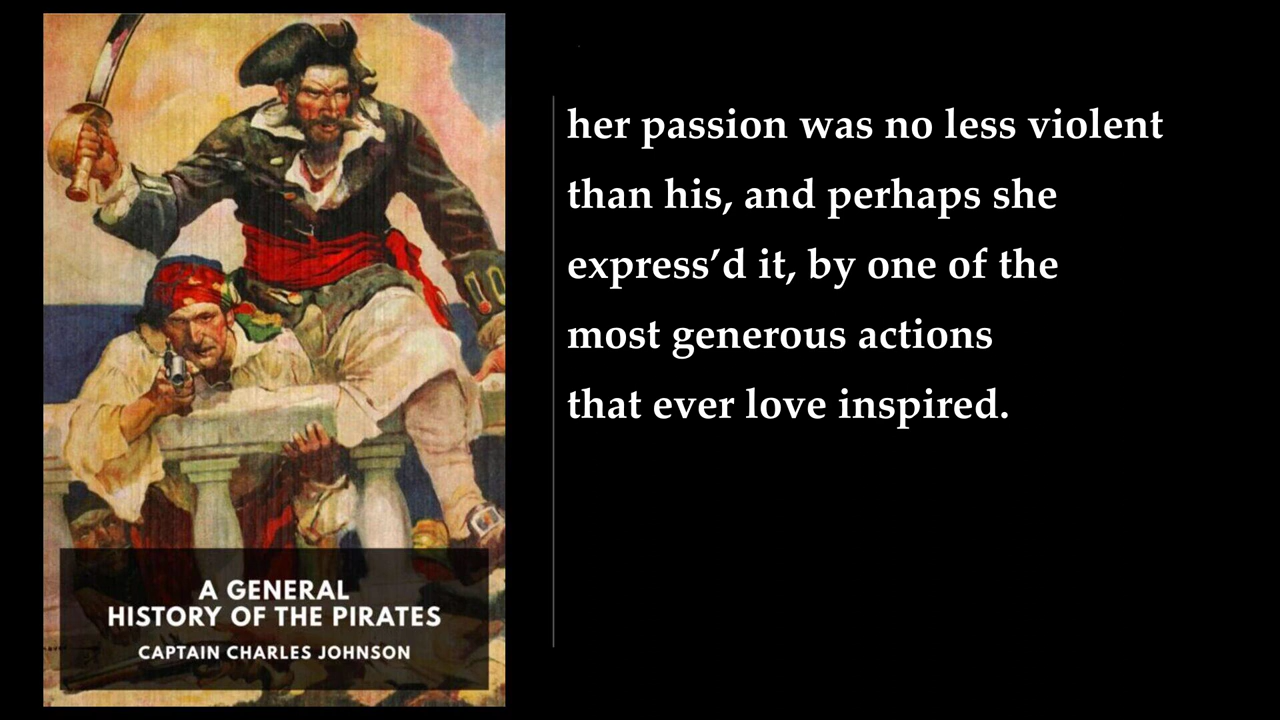 her passion was no less violent
than his, and perhaps she
express’d it, by one of the
most generous actions
that ever love inspired.
A GENERAL
HISTORY OF THE PIRATES
CAPTAIN CHARLES JOHNSON